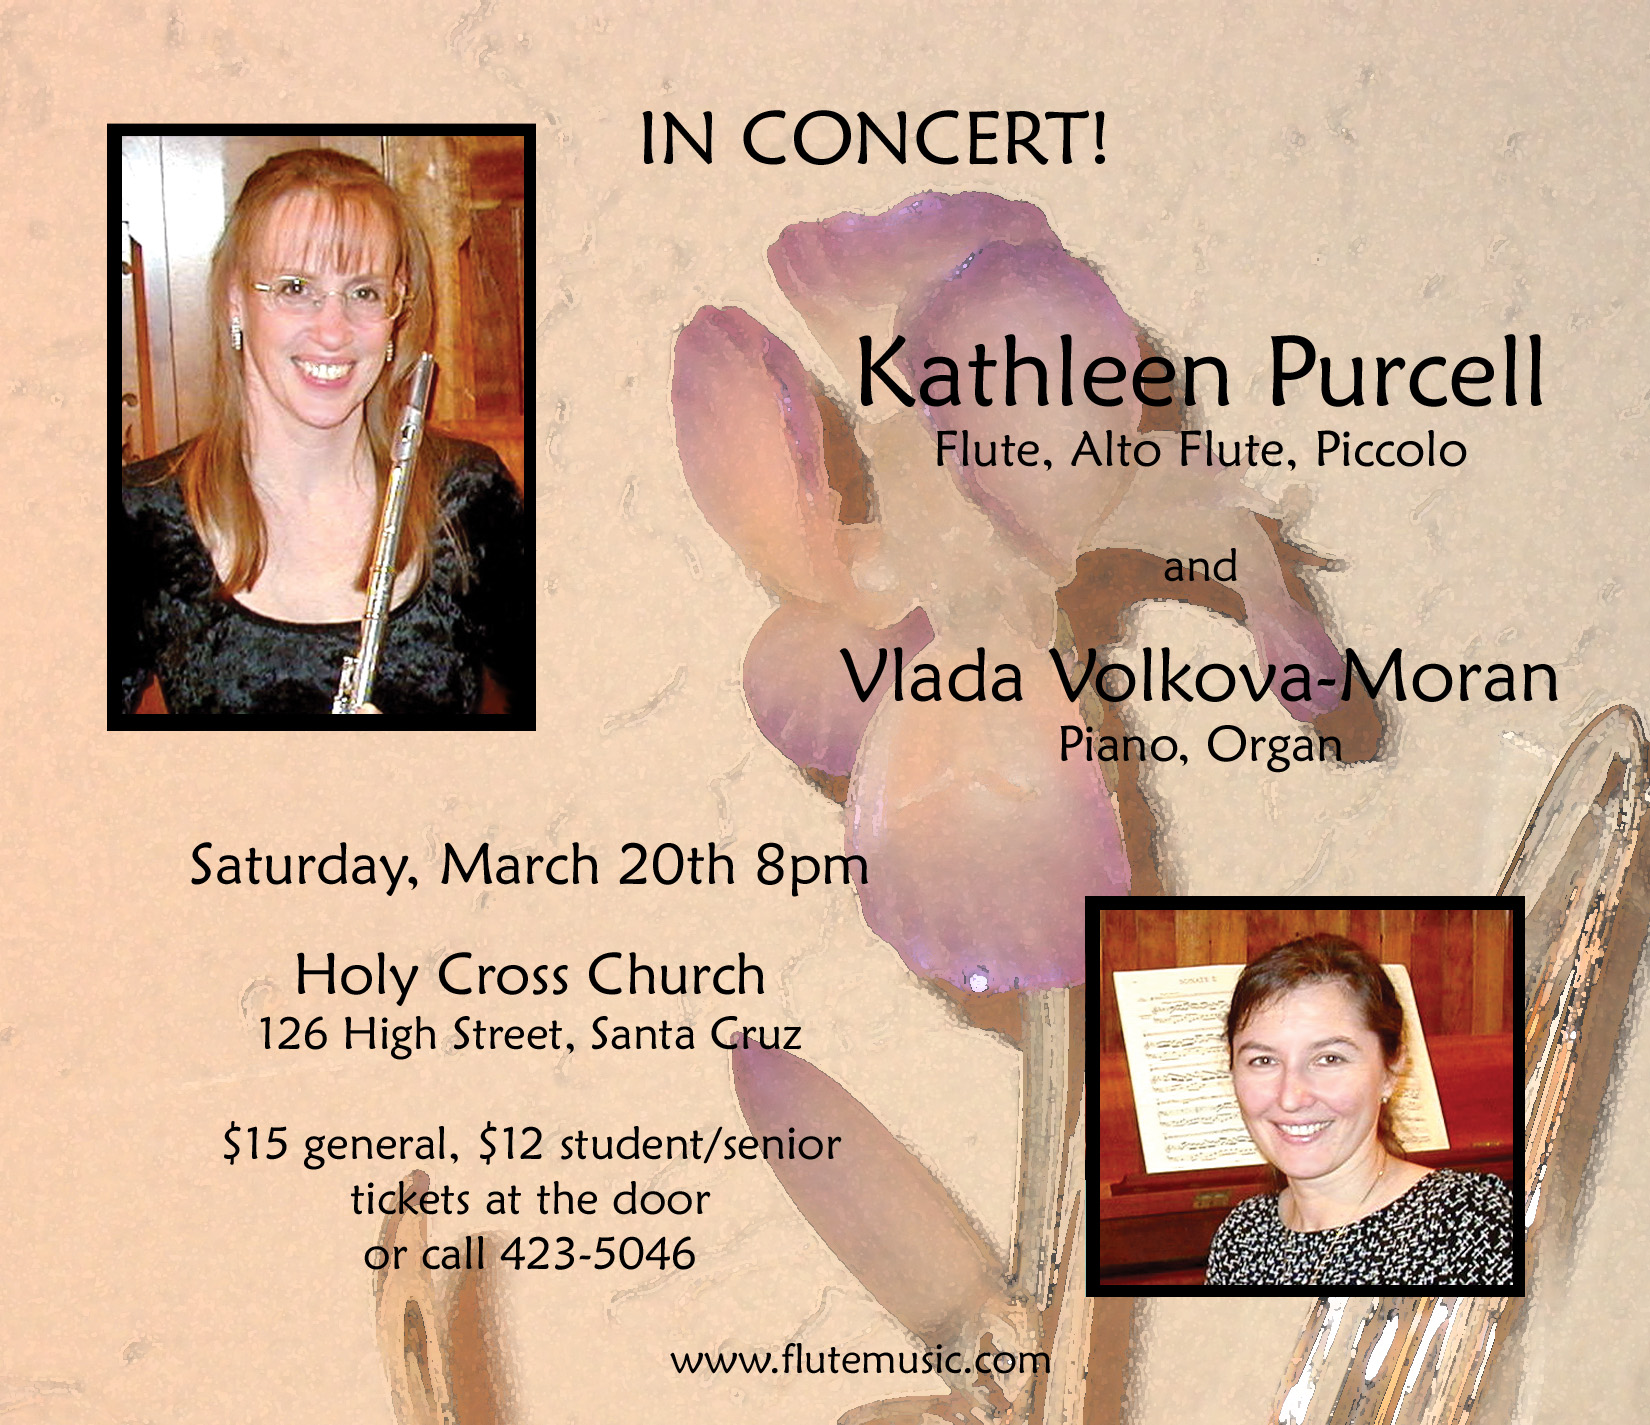 IN CONCERT!
Kathleen Purcell
Flute, Alto Flute, Piccolo
and
Vlada Volkova-Moran
Piano, Organ
Saturday, March 20th 8pm
Holy Cross Church
126 High Street, Santa Cruz
$15 general, $12 student/senior
tickets at the door
or call 423-5046
www.flutemusic.com